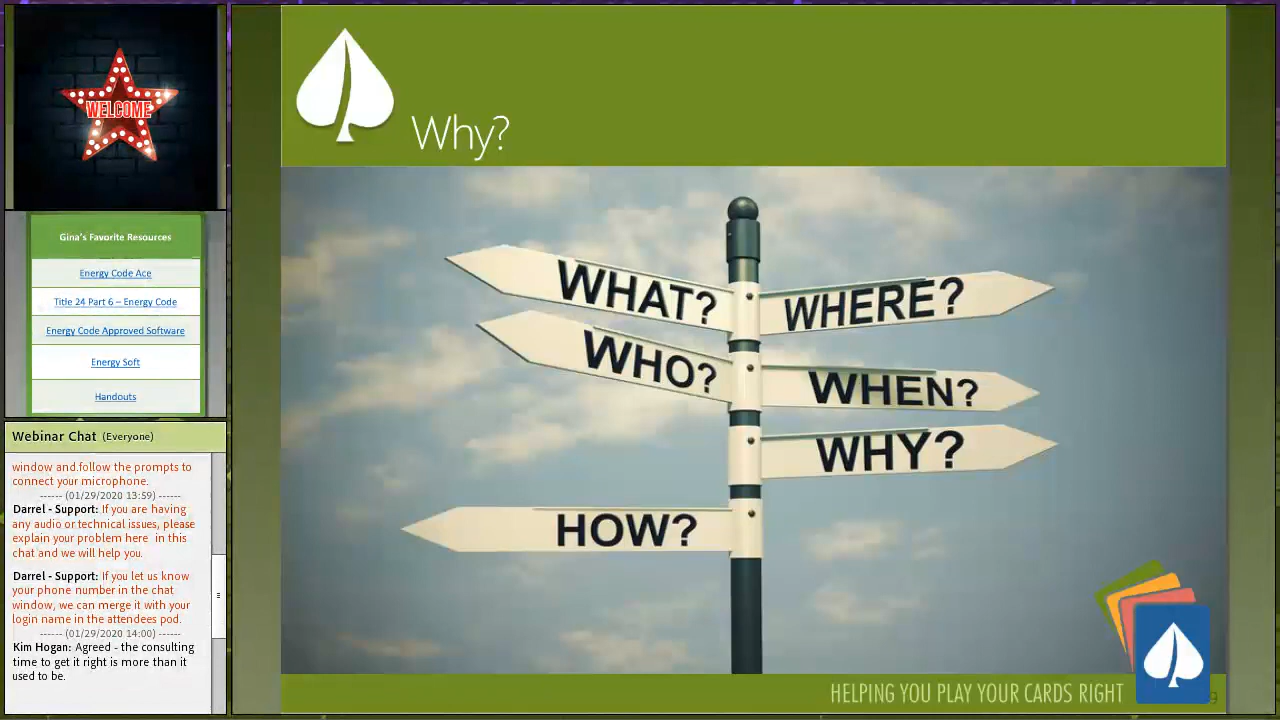 WELCOME
Gina's Favorite Resources
Energy Code Ace
Title 24 Part 6 – Energy Code
Energy Code Approved Software
Energy Soft
Handouts
Webinar Chat (Everyone)
window and.follow the prompts to
connect your microphone.
------ (01/29/2020 13:59) ------
Darrel - Support: If you are having
any audio or technical issues, please
explain your problem here in this
chat and we will help you.
Darrel - Support: If you let us know
your phone number in the chat
window, we can merge it with your
login name in the attendees pod.
------ (01/29/2020 14:00) ------
Kim Hogan: Agreed - the consulting
time to get it right is more than it
used to be.
Why?
WHAT?
WHERE?
WHO?
WHEN?
WHY?
HOW?
HELPING YOU PLAY YOUR CARDS RIGHT